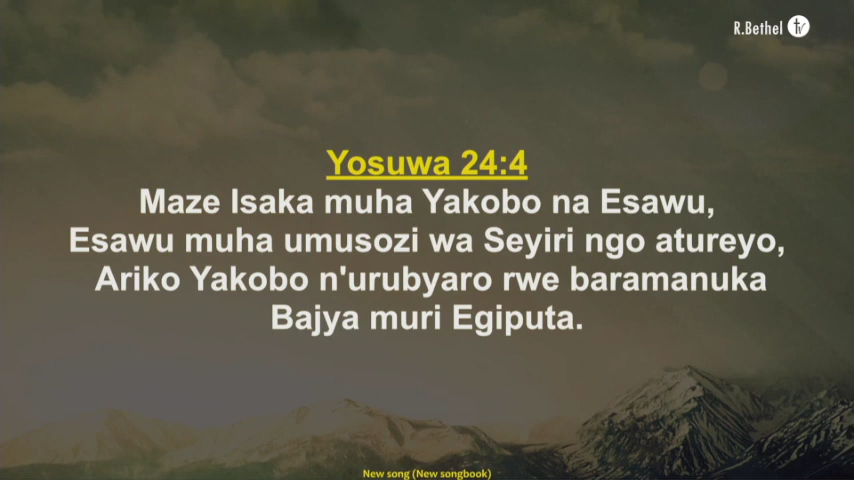 R.Bethel tv
Yosuwa 24:4
Maze Isaka muha Yakobo na Esawu,
Esawu muha umusozi wa Seyiri ngo atureyo,
Ariko Yakobo n'urubyaro rwe baramanuka
Bajya muri Egiputa.
New song (New songbook)